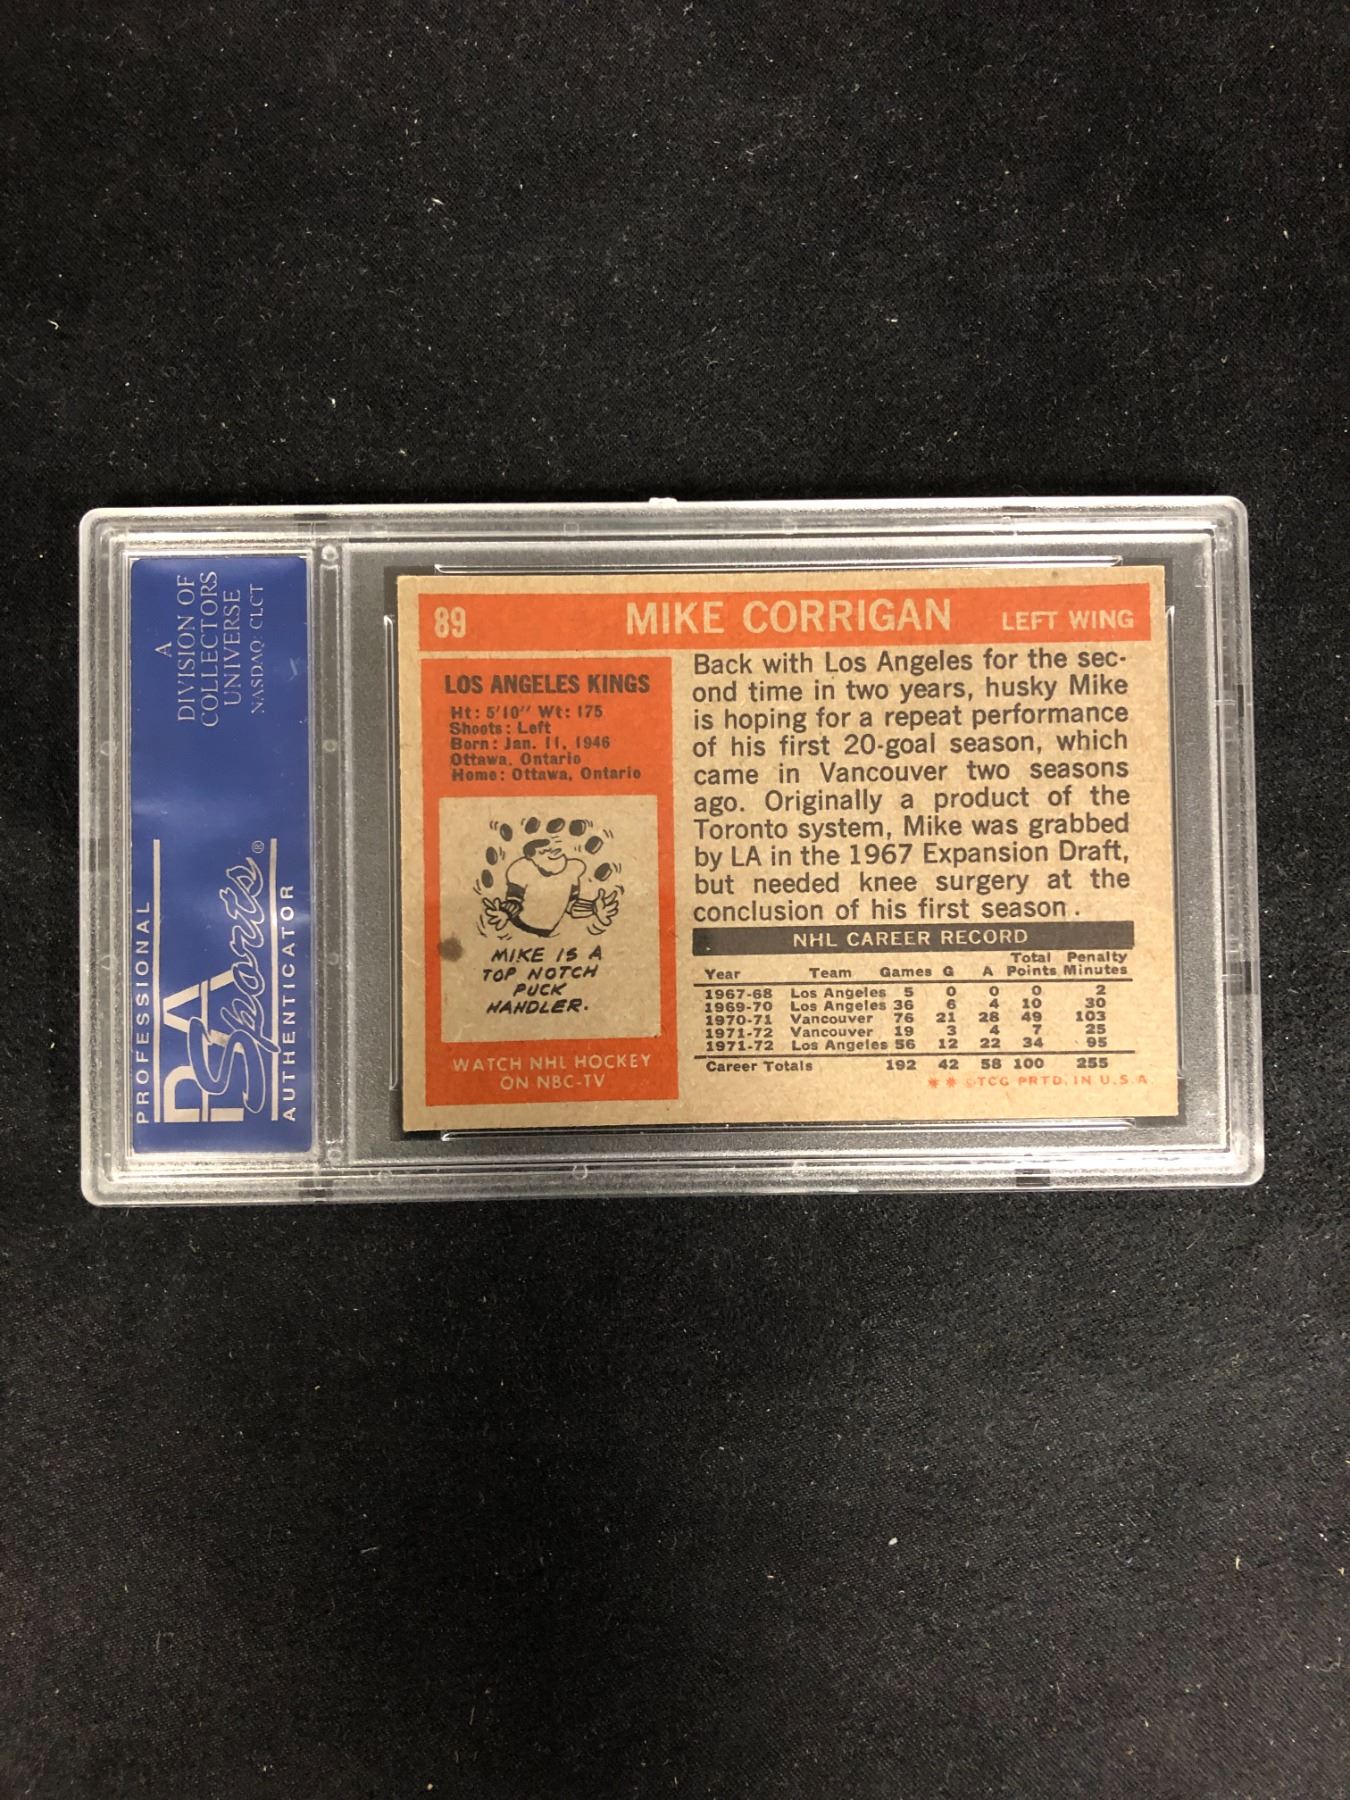 A
DIVISION OF
COLLECTORS
UNIVERSE
NASDAQ: CLCT
PROFESSIONAL
PSA
Sports®
AUTHENTICATOR
89 MIKE CORRIGAN LEFT WING
LOS ANGELES KINGS
Ht: 5'10" Wt: 175
Shoots: Left
Born: Jan. 11, 1946
Ottawa, Ontario
Home: Ottawa, Ontario
MIKE IS A
TOP NOTCH
PUCK
HANDLER.
WATCH NHL HOCKEY
ON NBC-TV
Back with Los Angeles for the sec-
ond time in two years, husky Mike
is hoping for a repeat performance
of his first 20-goal season, which
came in Vancouver two seasons
ago. Originally a product of the
Toronto system, Mike was grabbed
by LA in the 1967 Expansion Draft,
but needed knee surgery at the
conclusion of his first season.
NHL CAREER RECORD
Year Team Games G A Total Points Penalty Minutes
1967-68 Los Angeles 5 0 0 0 2
1969-70 Los Angeles 36 6 4 10 30
1970-71 Vancouver 76 21 28 49 103
1971-72 Vancouver 19 3 4 7 25
1971-72 Los Angeles 56 12 22 34 95
Career Totals 192 42 58 100 255
** ©TCG PRTD. IN U.S.A